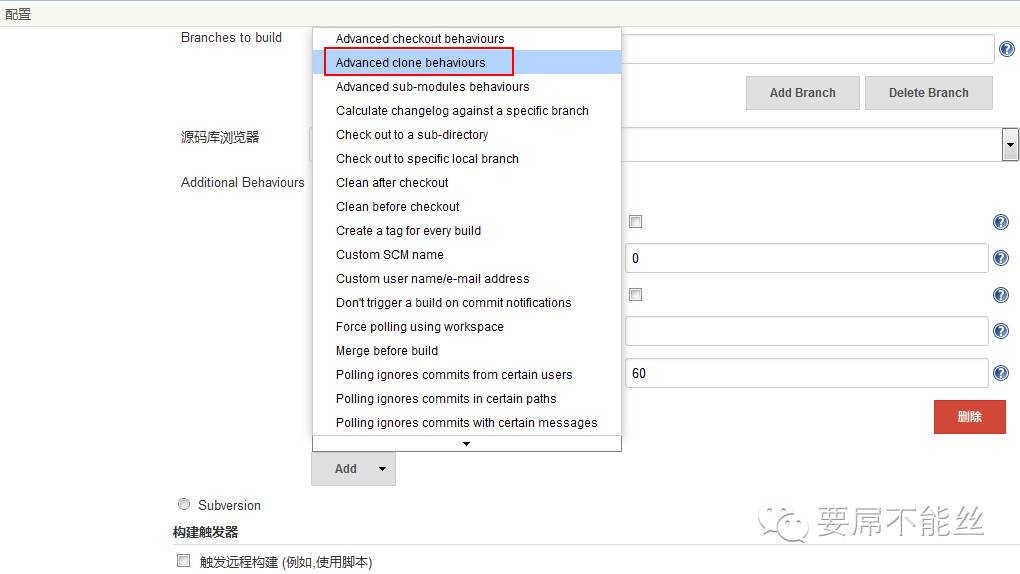 配置
Branches to build
Advanced checkout behaviours
Advanced clone behaviours
Advanced sub-modules behaviours
Add Branch
Delete Branch
Calculate changelog against a specific branch
源码库浏览器
Check out to a sub-directory
Check out to specific local branch
Additional Behaviours
Clean after checkout
Clean before checkout
Create a tag for every build
Custom SCM name
0
Custom user name/e-mail address
Don't trigger a build on commit notifications
Force polling using workspace
Merge before build
Polling ignores commits from certain users
60
Polling ignores commits in certain paths
Polling ignores commits with certain messages
删除
Add
Subversion
要屌不能丝
构建触发器
触发远程构建 (例如,使用脚本)